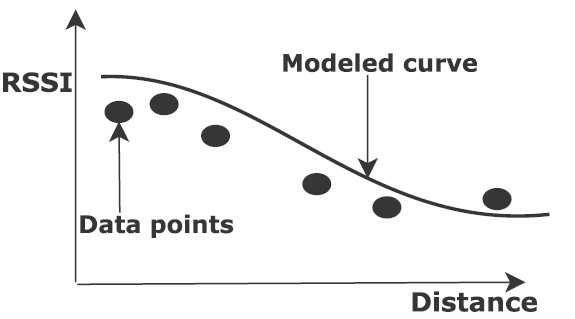 Modeled curve
RSSI
Data points
Distance